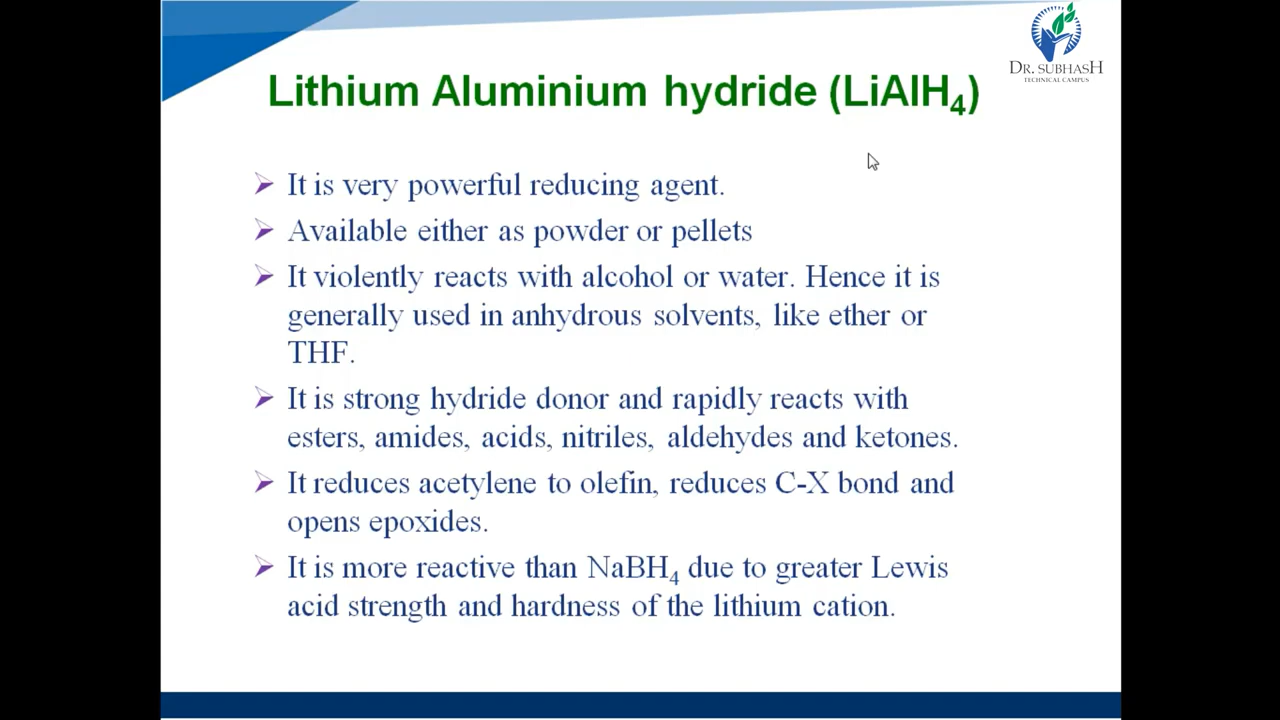 DR. SUBHASH
TECHNICAL CAMPUS
Lithium Aluminium hydride (LiAlH₄)
➢ It is very powerful reducing agent.
➢ Available either as powder or pellets
➢ It violently reacts with alcohol or water. Hence it is
generally used in anhydrous solvents, like ether or
THF.
➢ It is strong hydride donor and rapidly reacts with
esters, amides, acids, nitriles, aldehydes and ketones.
➢ It reduces acetylene to olefin, reduces C-X bond and
opens epoxides.
➢ It is more reactive than NaBH₄ due to greater Lewis
acid strength and hardness of the lithium cation.